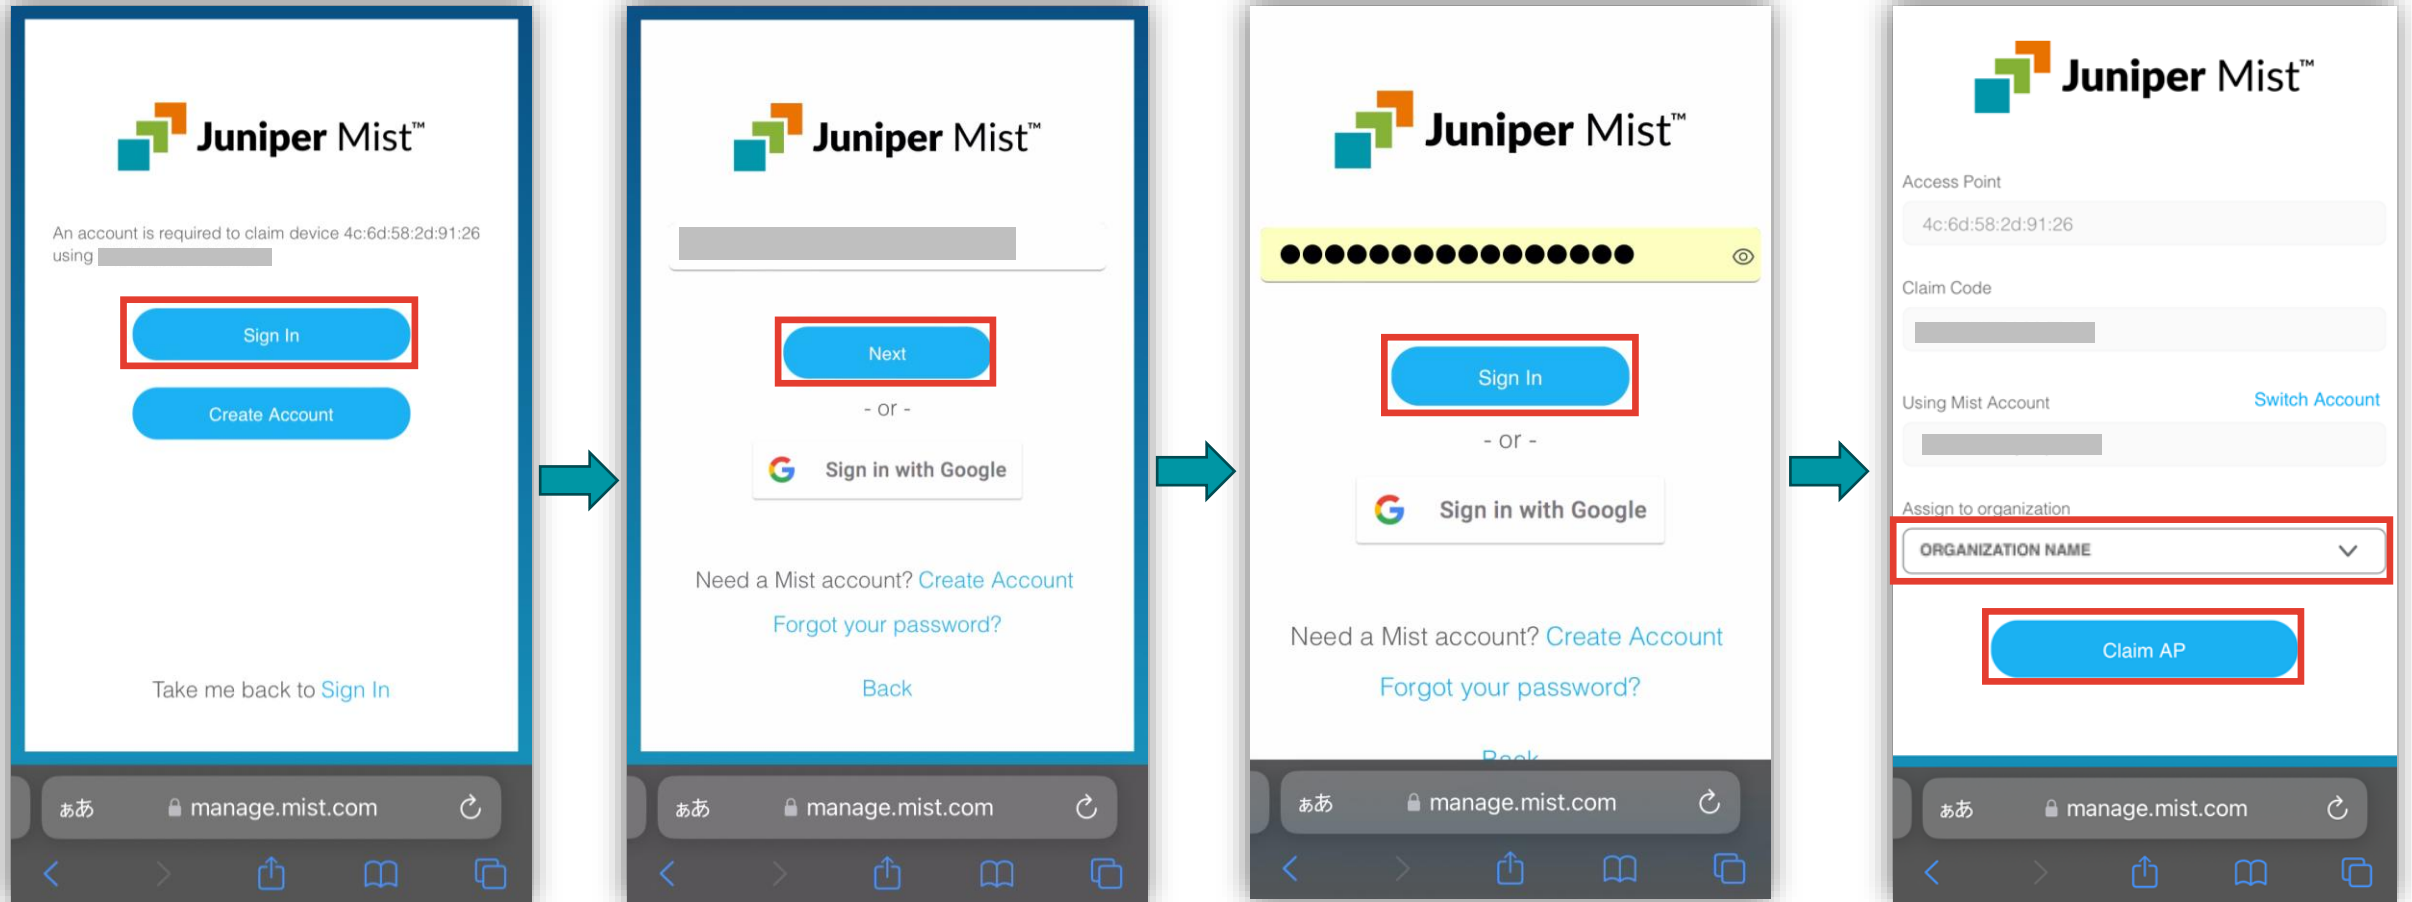 Juniper Mist™
An account is required to claim device 4c:6d:58:2d:91:26
using
Sign In
Create Account
Take me back to Sign In
ぁあ
manage.mist.com
Juniper Mist™
Next
- or -
Sign in with Google
Need a Mist account? Create Account
Forgot your password?
Back
ぁあ
manage.mist.com
Juniper Mist™
Sign In
- or -
Sign in with Google
Need a Mist account? Create Account
Forgot your password?
Back
ぁあ
manage.mist.com
Juniper Mist™
Access Point
4c:6d:58:2d:91:26
Claim Code
Using Mist Account
Switch Account
Assign to organization
ORGANIZATION NAME
Claim AP
ぁあ
manage.mist.com